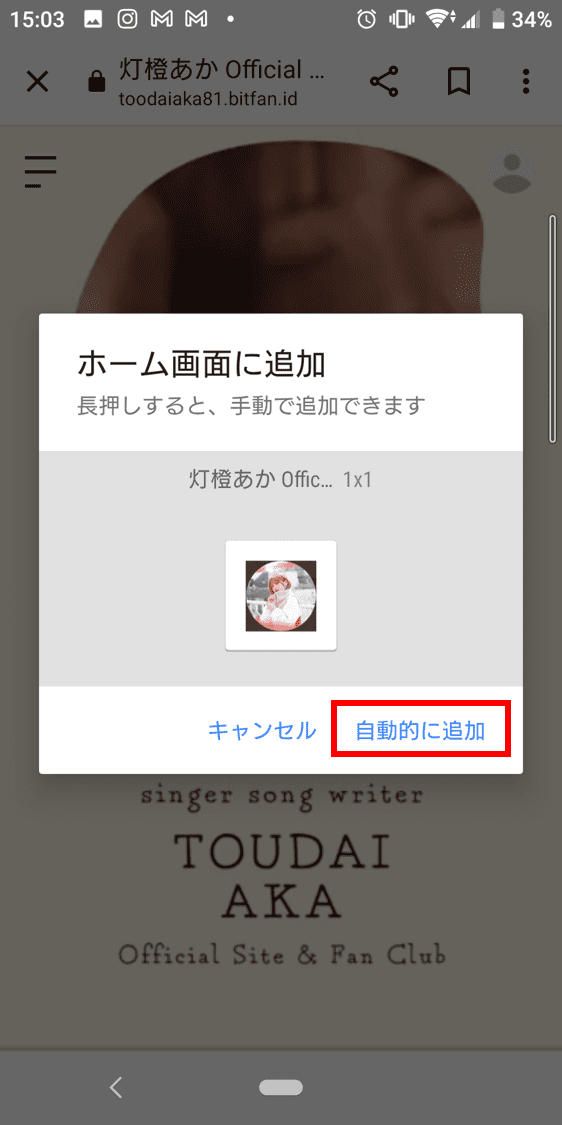 15:03
34%
灯橙あか Official ...
toodaiaka81.bitfan.id
ホーム画面に追加
長押しすると、手動で追加できます
灯橙あか Offic... 1x1
キャンセル
自動的に追加
singer song writer
TOUDAI
AKA
Official Site & Fan Club